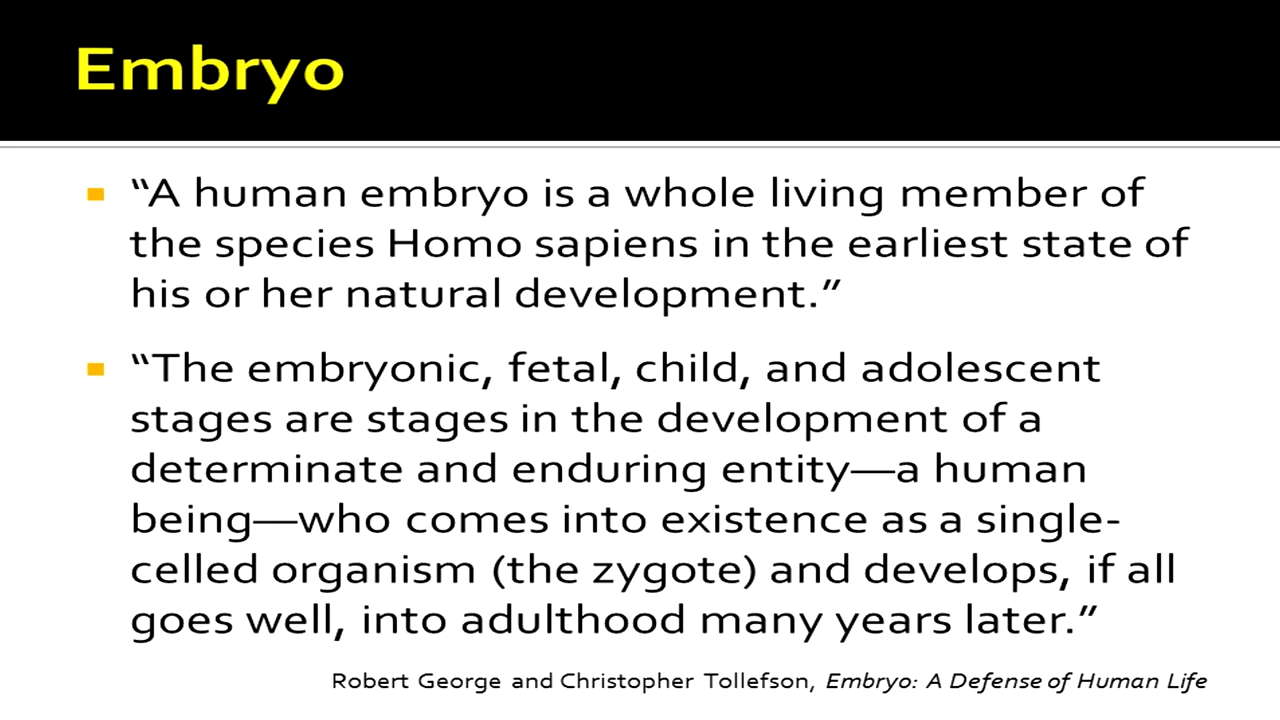 Embryo
“A human embryo is a whole living member of
the species Homo sapiens in the earliest state of
his or her natural development.”
“The embryonic, fetal, child, and adolescent
stages are stages in the development of a
determinate and enduring entity—a human
being—who comes into existence as a single-
celled organism (the zygote) and develops, if all
goes well, into adulthood many years later.”
Robert George and Christopher Tollefson, Embryo: A Defense of Human Life